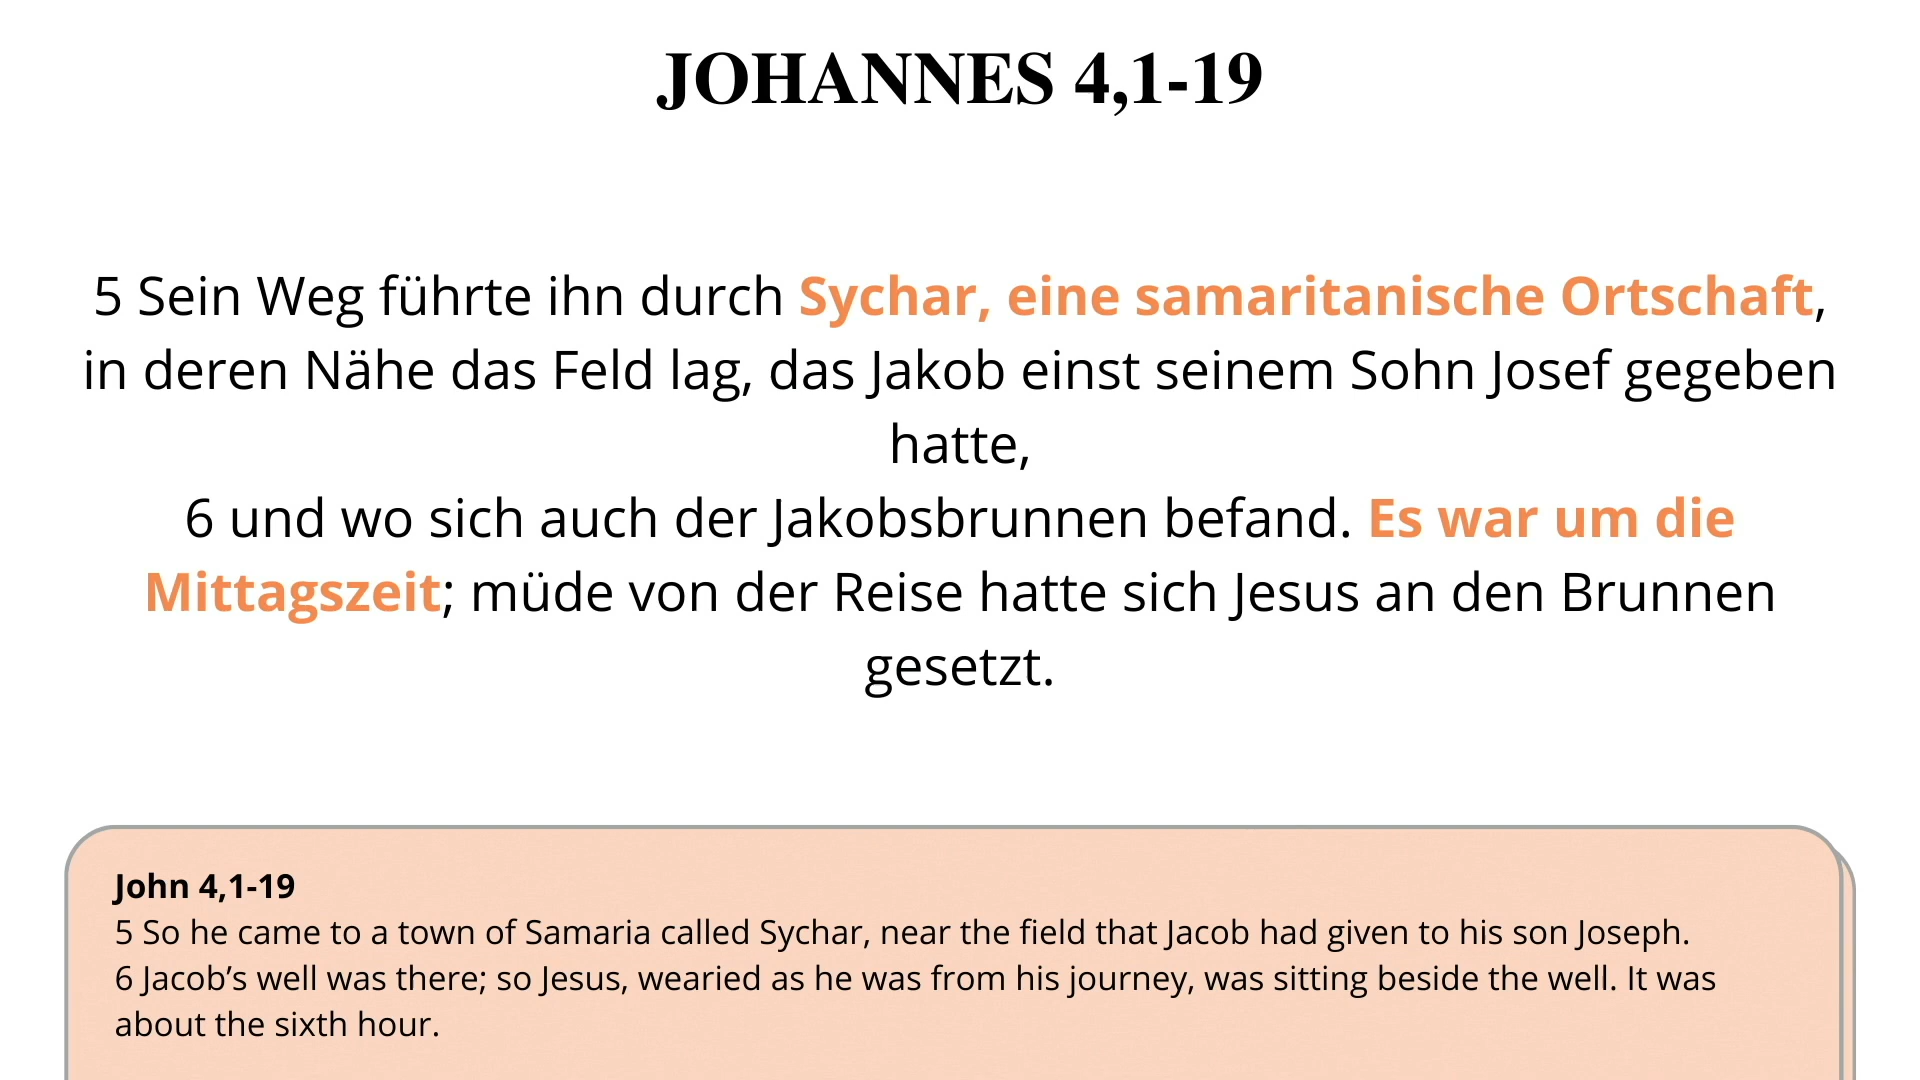 JOHANNES 4,1-19
5 Sein Weg führte ihn durch Sychar, eine samaritanische Ortschaft,
in deren Nähe das Feld lag, das Jakob einst seinem Sohn Josef gegeben
hatte,
6 und wo sich auch der Jakobsbrunnen befand. Es war um die
Mittagszeit; müde von der Reise hatte sich Jesus an den Brunnen
gesetzt.
John 4,1-19
5 So he came to a town of Samaria called Sychar, near the field that Jacob had given to his son Joseph.
6 Jacob’s well was there; so Jesus, wearied as he was from his journey, was sitting beside the well. It was
about the sixth hour.